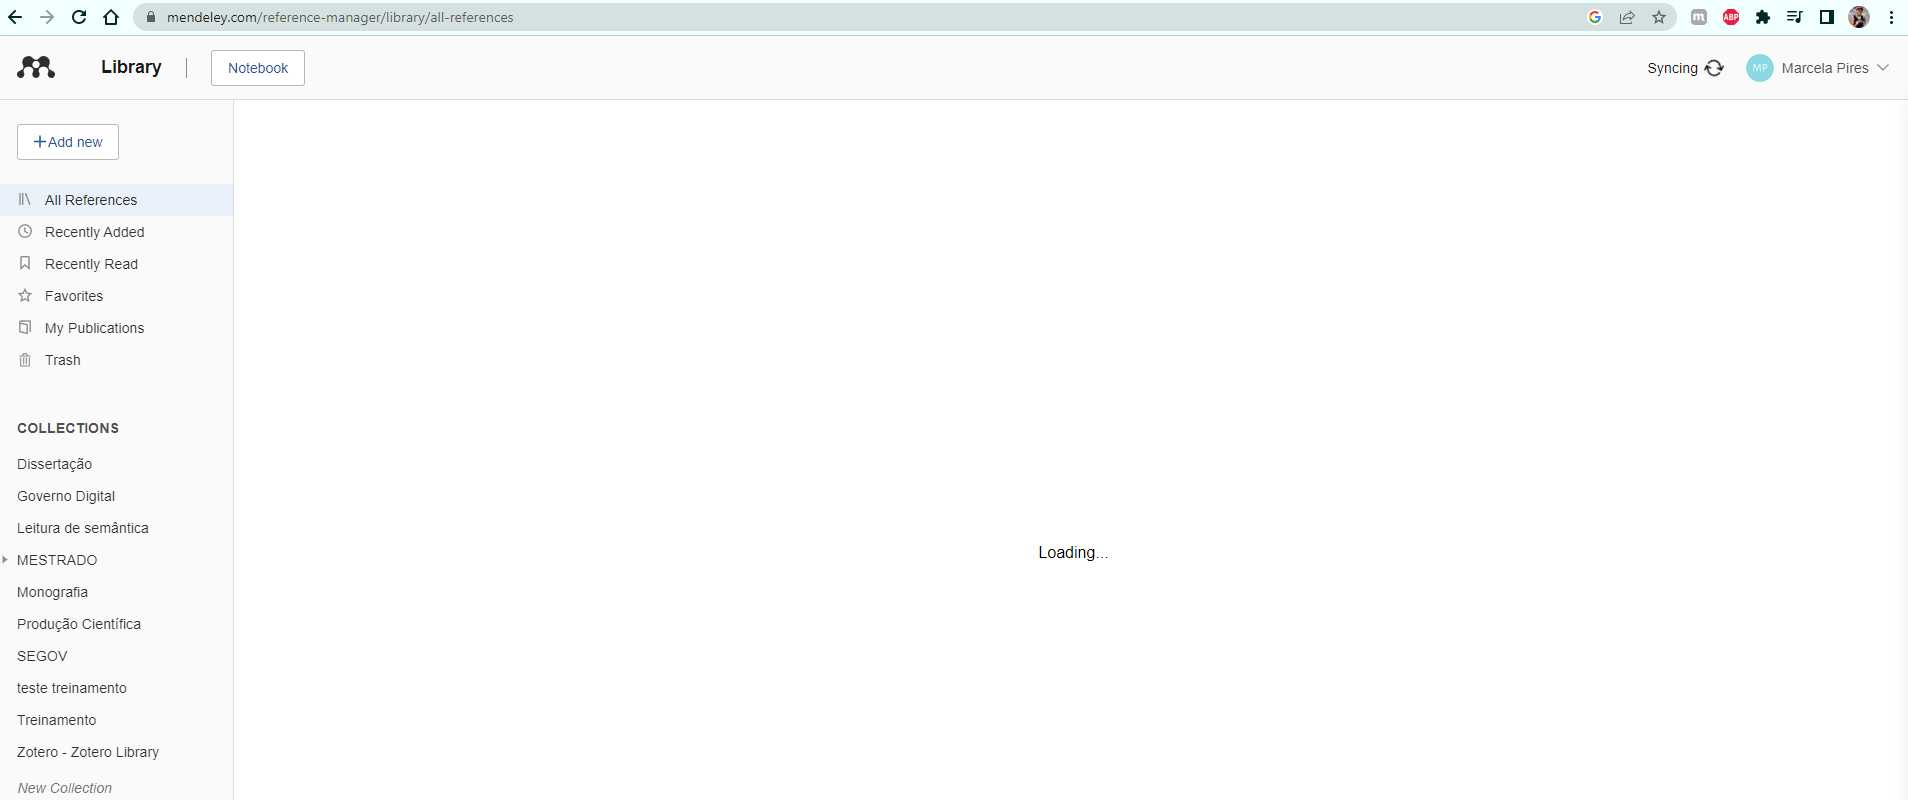 mendeley.com/reference-manager/library/all-references
m
ABP
Library
Notebook
Syncing
MP
Marcela Pires
+Add new
All References
Recently Added
Recently Read
Favorites
My Publications
Trash
COLLECTIONS
Dissertação
Governo Digital
Leitura de semântica
MESTRADO
Monografia
Produção Científica
SEGOV
teste treinamento
Treinamento
Zotero - Zotero Library
New Collection
Loading...